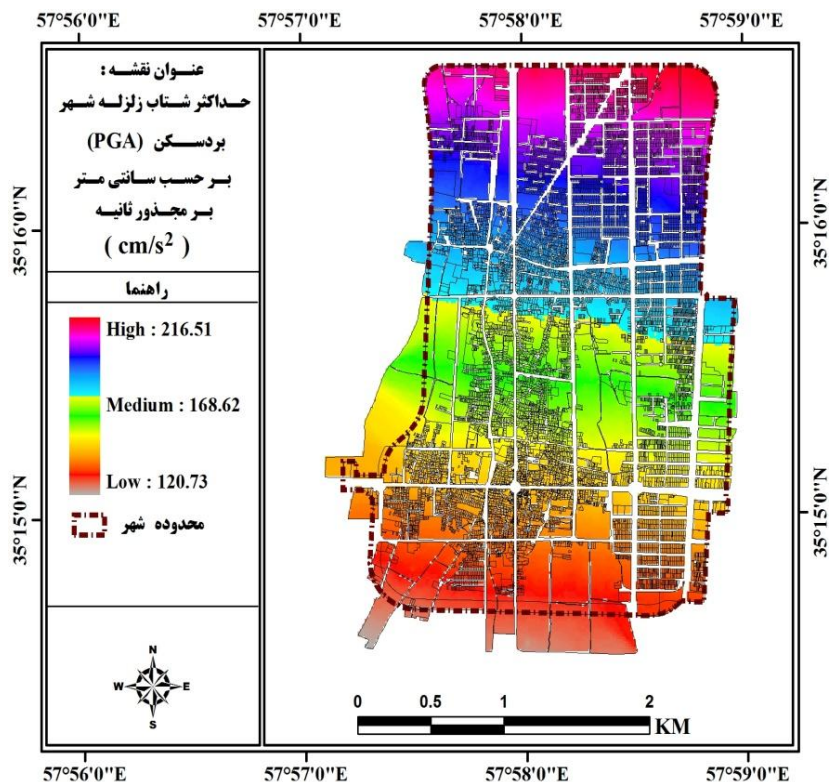 57°56'0"E 57°57'0"E 57°58'0"E 57°59'0"E
عنوان نقشه :
حداکثر شتاب زلزله شهر
بردسکن (PGA)
بر حسب سانتی متر
بر مجذور ثانیه
( cm/s² )
راهنما
High : 216.51
Medium : 168.62
Low : 120.73
محدوده شهر
N
W E
S
35°16'0"N 35°16'0"N
35°15'0"N 35°15'0"N
0 0.5 1 2
KM
57°56'0"E 57°57'0"E 57°58'0"E 57°59'0"E